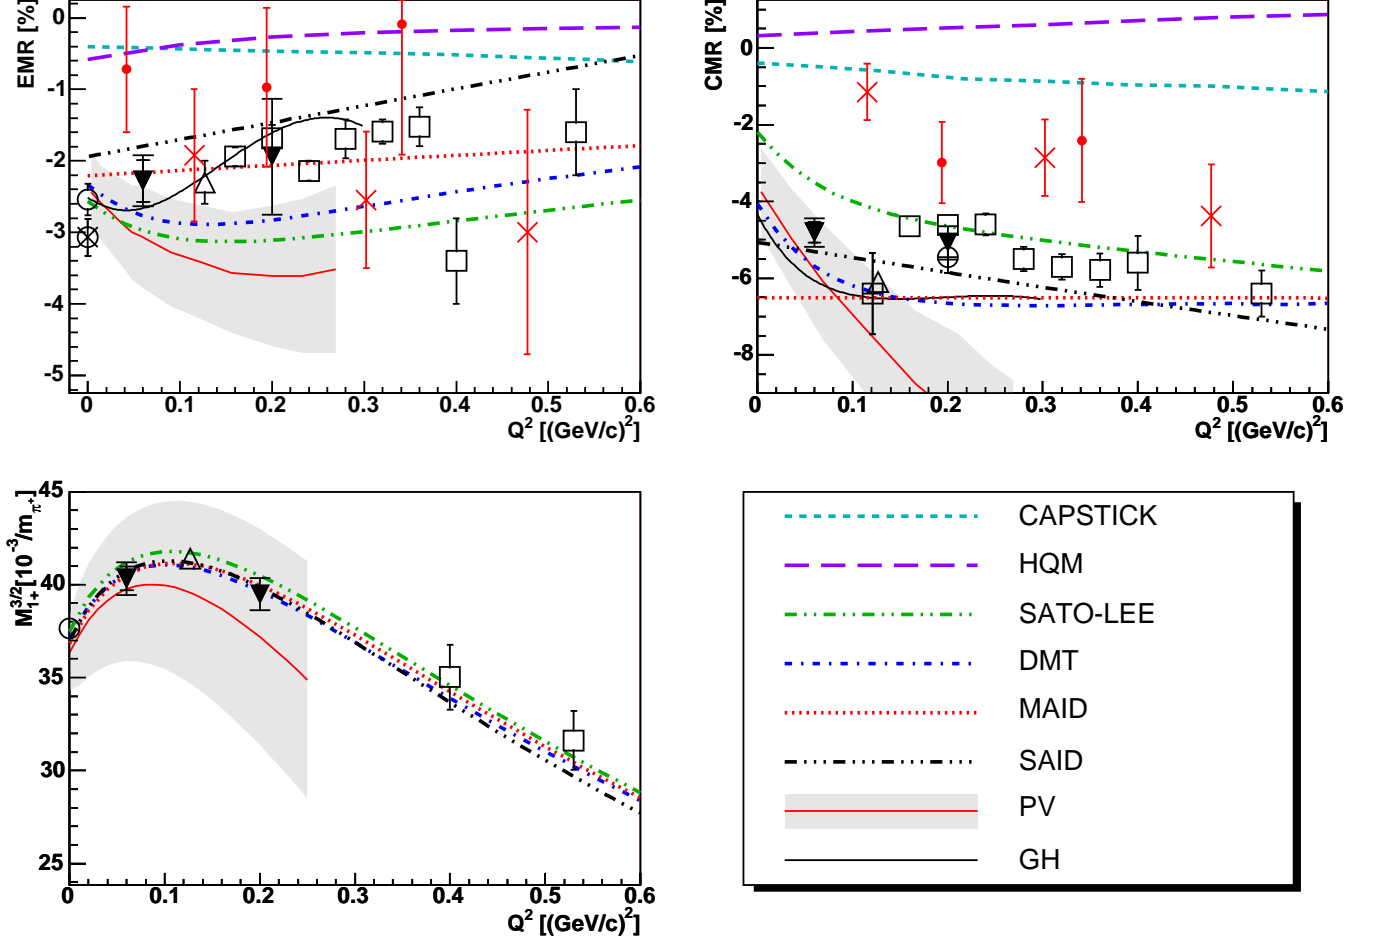 EMR [%]
0
-1
-2
-3
-4
-5
0 0.1 0.2 0.3 0.4 0.5 0.6
Q² [(GeV/c)²]
CMR [%]
0
-2
-4
-6
-8
0 0.1 0.2 0.3 0.4 0.5 0.6
Q² [(GeV/c)²]
M₁₊^3/2 [10⁻³/m_π⁺]
45
40
35
30
25
0 0.1 0.2 0.3 0.4 0.5 0.6
Q² [(GeV/c)²]
CAPSTICK
HQM
SATO-LEE
DMT
MAID
SAID
PV
GH